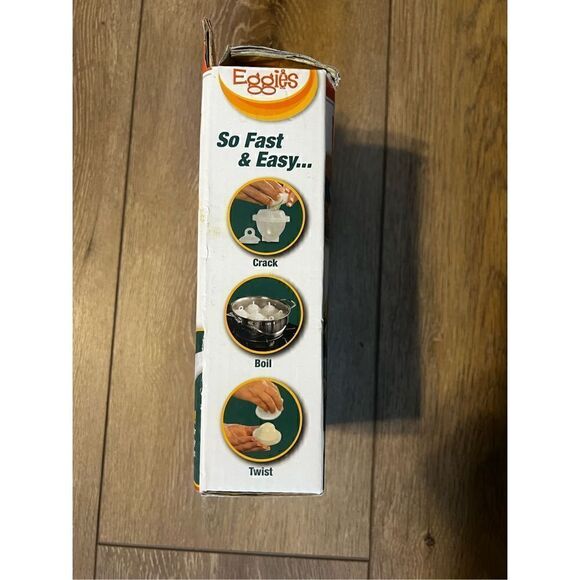 Eggies
So Fast
& Easy...
Crack
Boil
Twist